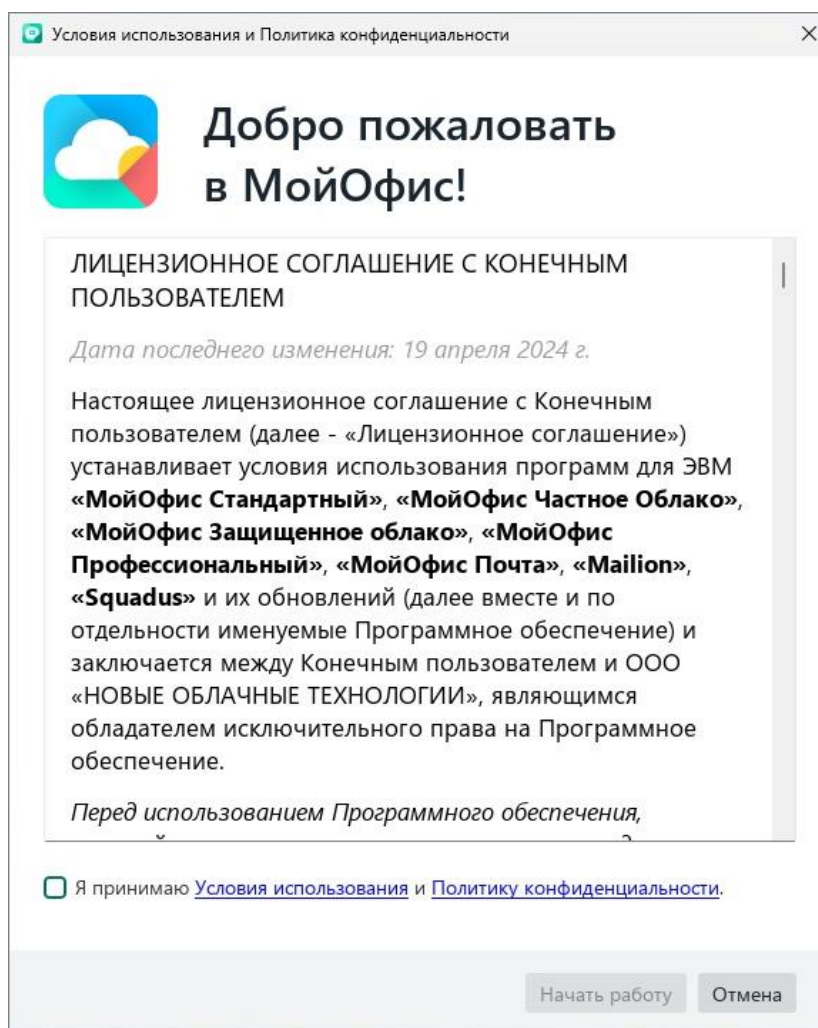 Условия использования и Политика конфиденциальности
Добро пожаловать
в МойОфис!
ЛИЦЕНЗИОННОЕ СОГЛАШЕНИЕ С КОНЕЧНЫМ
ПОЛЬЗОВАТЕЛЕМ
Дата последнего изменения: 19 апреля 2024 г.
Настоящее лицензионное соглашение с Конечным
пользователем (далее - «Лицензионное соглашение»)
устанавливает условия использования программ для ЭВМ
«МойОфис Стандартный», «МойОфис Частное Облако»,
«МойОфис Защищенное облако», «МойОфис
Профессиональный», «МойОфис Почта», «Mailion»,
«Squadus» и их обновлений (далее вместе и по
отдельности именуемые Программное обеспечение) и
заключается между Конечным пользователем и ООО
«НОВЫЕ ОБЛАЧНЫЕ ТЕХНОЛОГИИ», являющимся
обладателем исключительного права на Программное
обеспечение.
Перед использованием Программного обеспечения,
Я принимаю Условия использования и Политику конфиденциальности.
Начать работу Отмена